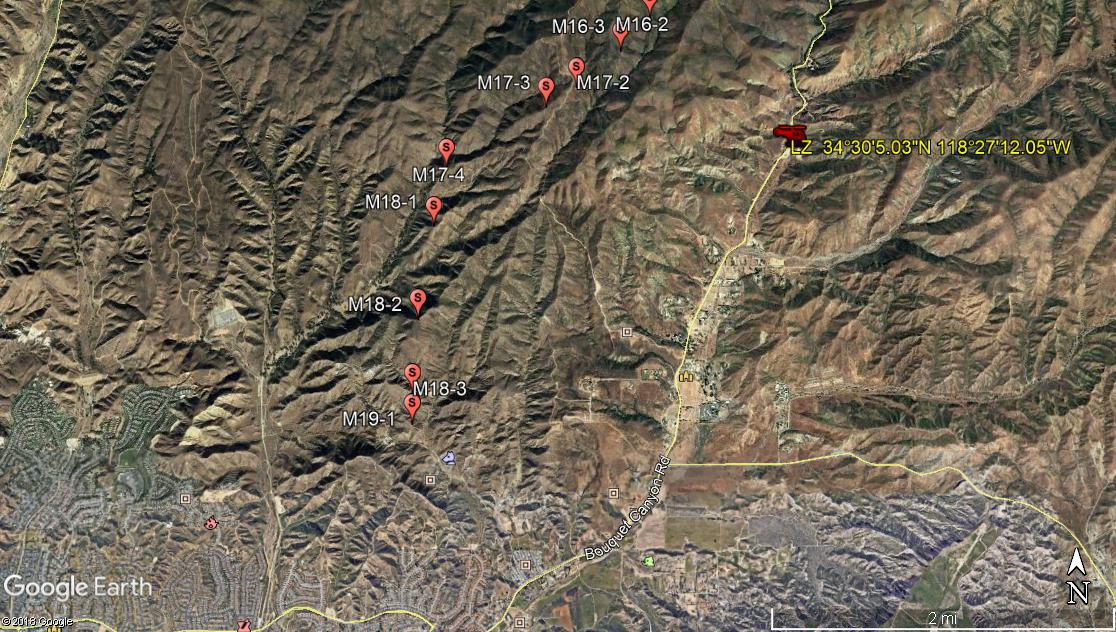 M16-3 M16-2
M17-3 M17-2
LZ 34°30'5.03"N 118°27'12.05"W
M17-4
M18-1
M18-2
M18-3
M19-1
Bouquet Canyon Rd
Google Earth
N
2 mi
©2018 Google